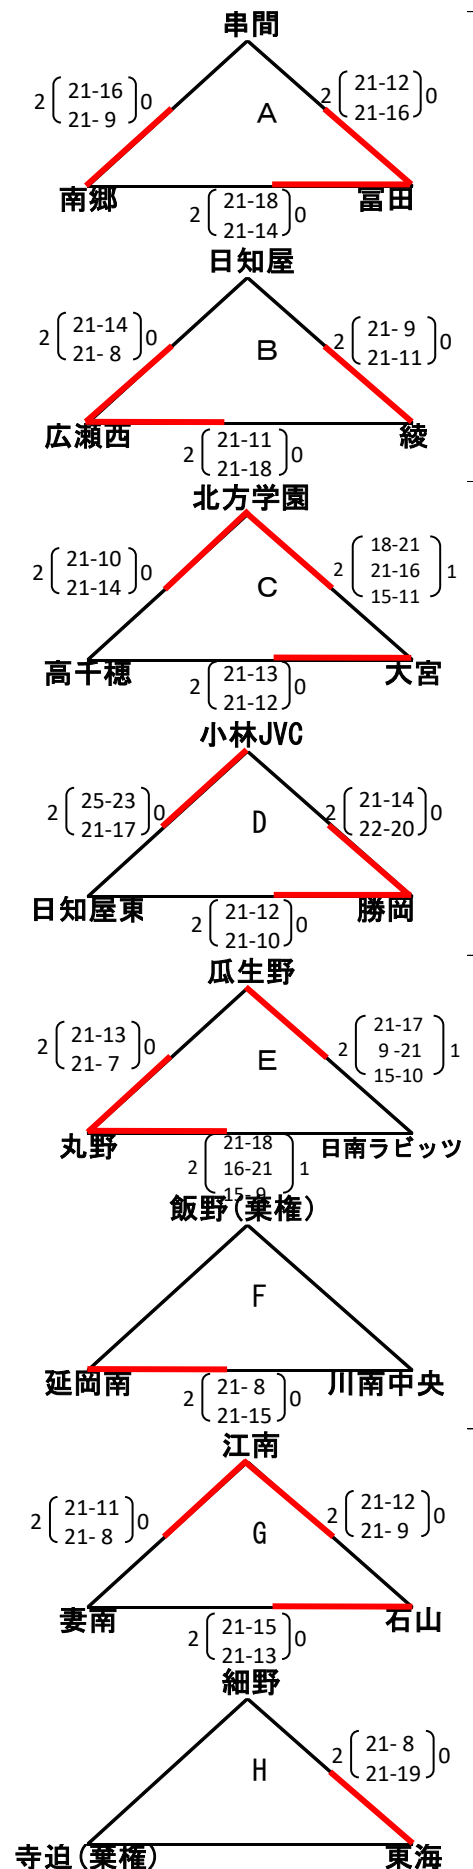 串間
2 21-16 0
21- 9
2 21-12 0
21-16
A
南郷 富田
2 21-18 0
21-14
日知屋
2 21-14 0
21- 8
2 21- 9 0
21-11
B
広瀬西 綾
2 21-11 0
21-18
北方学園
2 21-10 0
21-14
18-21
2 21-16 1
15-11
C
高千穂 大宮
2 21-13 0
21-12
小林JVC
2 25-23 0
21-17
2 21-14 0
22-20
D
日知屋東 勝岡
2 21-12 0
21-10
瓜生野
2 21-13 0
21- 7
21-17
2 9 -21 1
15-10
E
丸野 日南ラビッツ
21-18
2 16-21 1
15- 9
飯野(棄権)
F
延岡南 川南中央
2 21- 8 0
21-15
江南
2 21-11 0
21- 8
2 21-12 0
21- 9
G
妻南 石山
2 21-15 0
21-13
細野
2 21- 8 0
21-19
H
寺迫(棄権) 東海